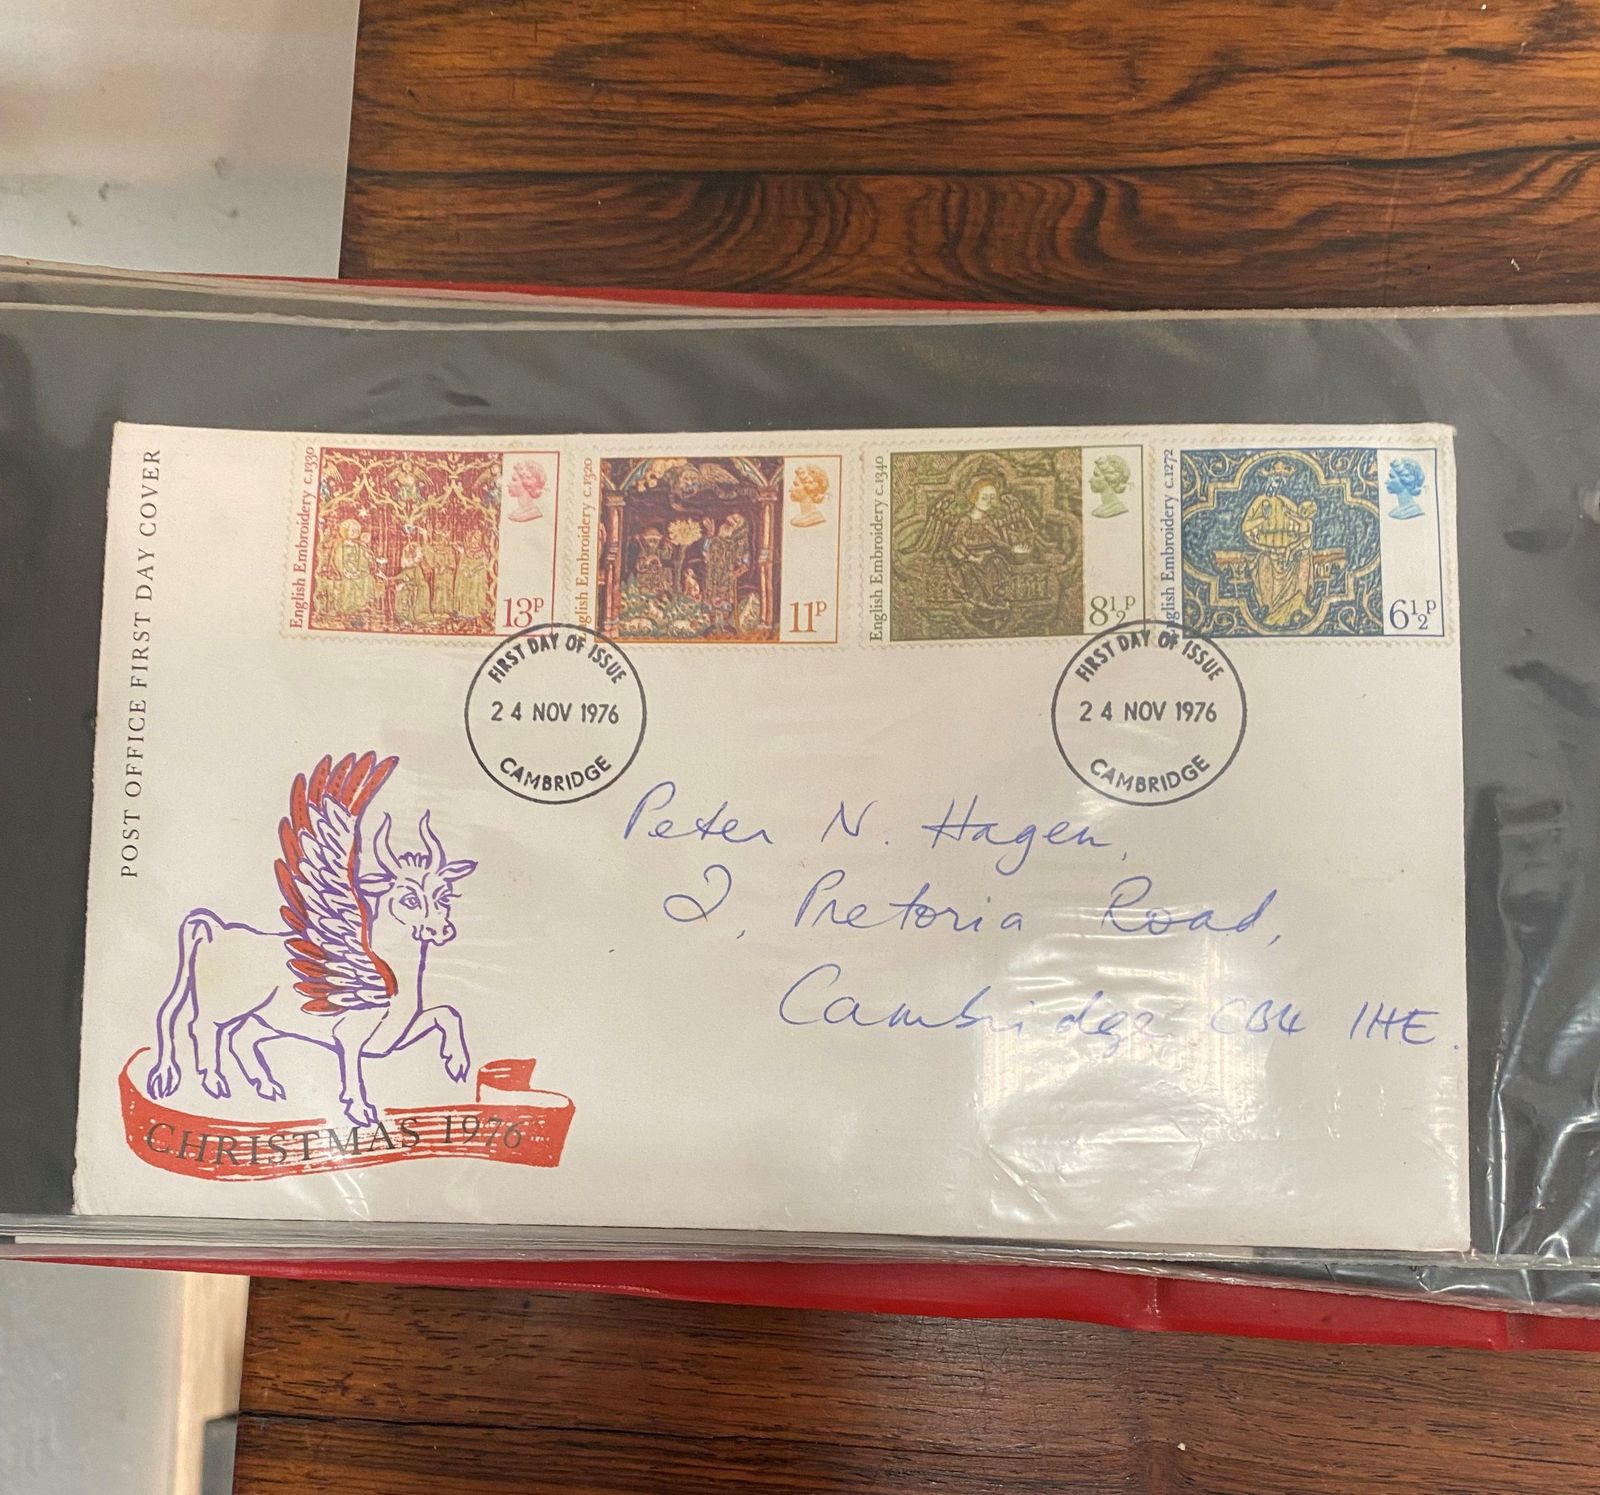 POST OFFICE FIRST DAY COVER
English Embroidery c.1330
13P
English Embroidery c.1320
11P
English Embroidery c.1340
8½P
English Embroidery c.1272
6½P
FIRST DAY OF ISSUE
24 NOV 1976
CAMBRIDGE
FIRST DAY OF ISSUE
24 NOV 1976
CAMBRIDGE
Peter N. Hagen,
2, Pretoria Road,
Cambridge CB4 1HE.
CHRISTMAS 1976